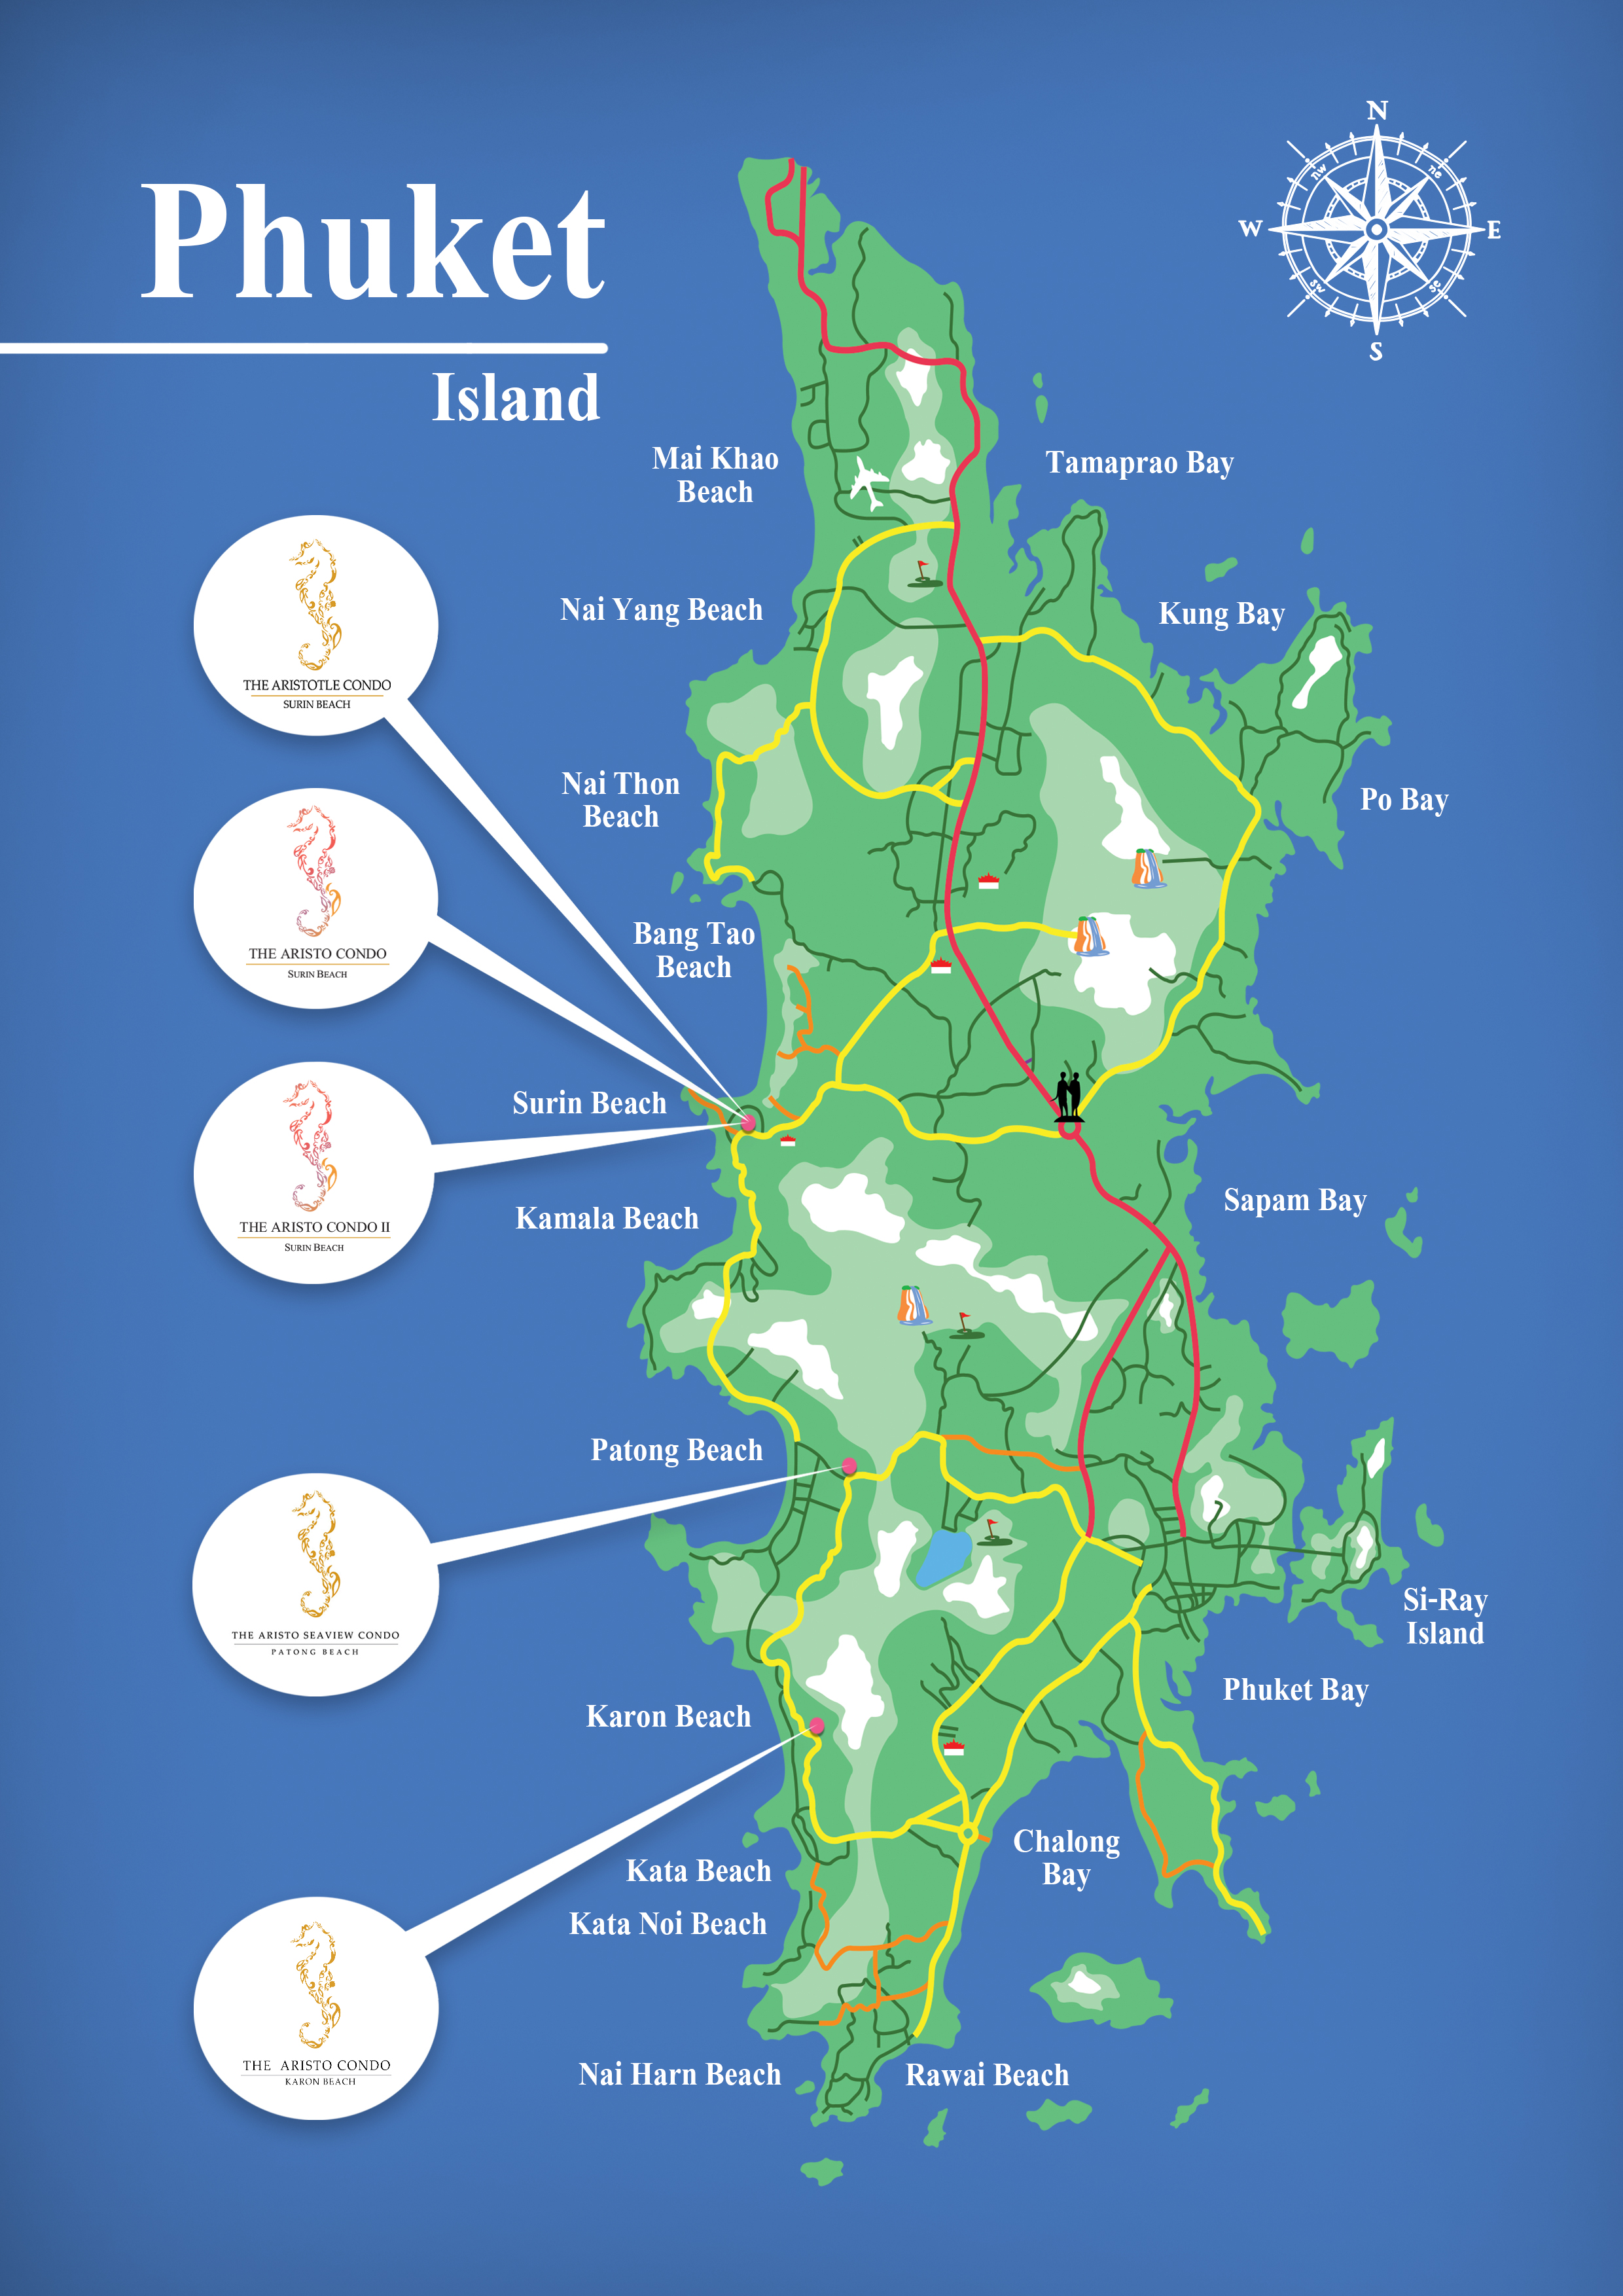 Phuket
Island
N
nw
ne
W
E
sw
se
S
Mai Khao
Beach
Tamaprao Bay
Nai Yang Beach
Kung Bay
THE ARISTOTLE CONDO
SURIN BEACH
Nai Thon
Beach
Po Bay
Bang Tao
Beach
THE ARISTO CONDO
SURIN BEACH
Surin Beach
Kamala Beach
Sapam Bay
THE ARISTO CONDO II
SURIN BEACH
Patong Beach
THE ARISTO SEAVIEW CONDO
PATONG BEACH
Si-Ray
Island
Phuket Bay
Karon Beach
Chalong
Bay
Kata Beach
Kata Noi Beach
THE ARISTO CONDO
KARON BEACH
Nai Harn Beach
Rawai Beach